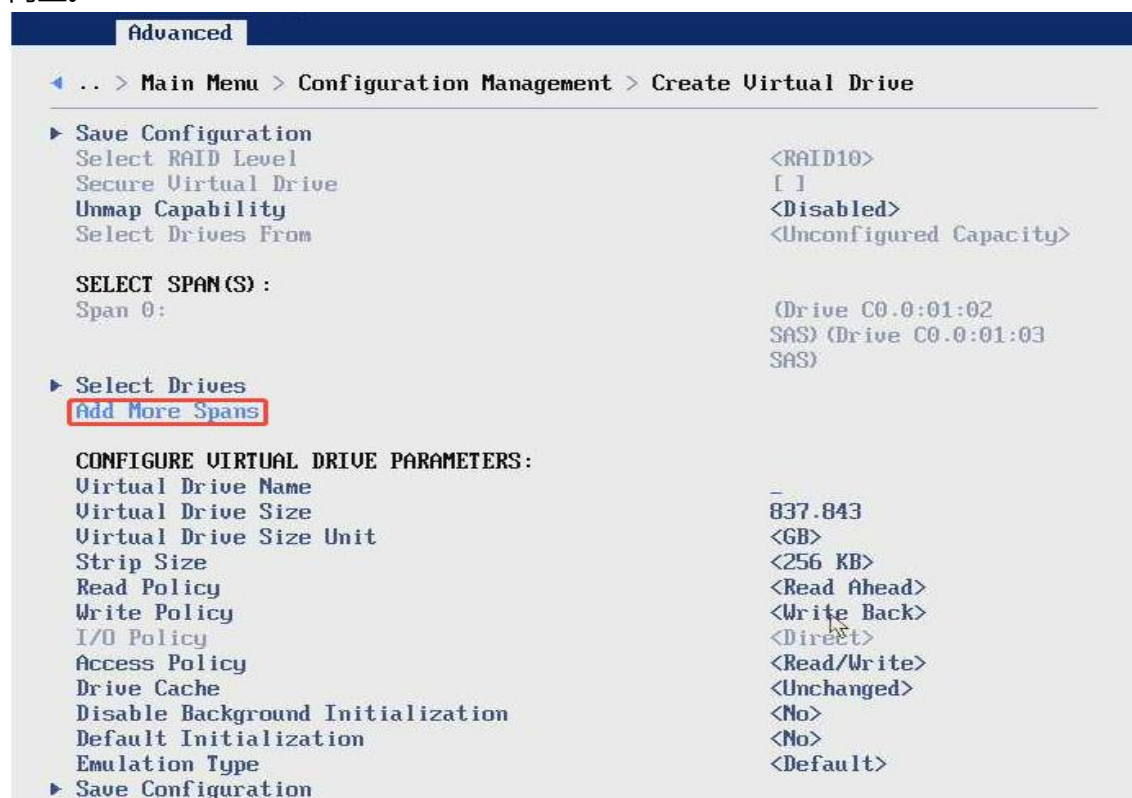 Advanced
.. > Main Menu > Configuration Management > Create Virtual Drive
Save Configuration
Select RAID Level <RAID10>
Secure Virtual Drive [ ]
Unmap Capability <Disabled>
Select Drives From <Unconfigured Capacity>
SELECT SPAN(S):
Span 0: (Drive C0.0:01:02
SAS)(Drive C0.0:01:03
SAS)
Select Drives
Add More Spans
CONFIGURE VIRTUAL DRIVE PARAMETERS:
Virtual Drive Name _
Virtual Drive Size 837.843
Virtual Drive Size Unit <GB>
Strip Size <256 KB>
Read Policy <Read Ahead>
Write Policy <Write Back>
I/O Policy <Direct>
Access Policy <Read/Write>
Drive Cache <Unchanged>
Disable Background Initialization <No>
Default Initialization <No>
Emulation Type <Default>
Save Configuration